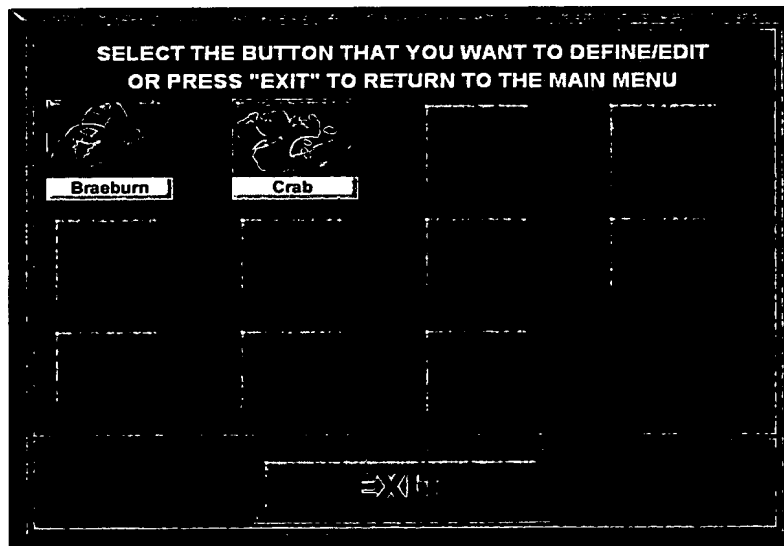 SELECT THE BUTTON THAT YOU WANT TO DEFINE/EDIT
OR PRESS "EXIT" TO RETURN TO THE MAIN MENU
Braeburn
Crab
EXIT